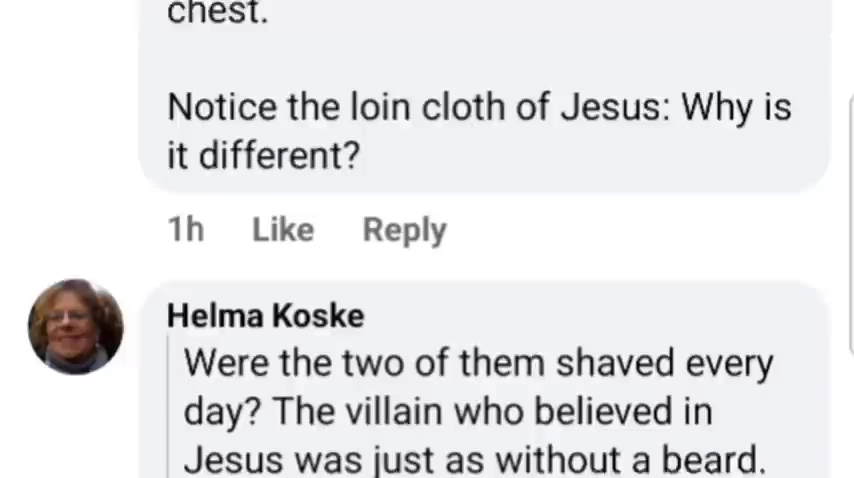 chest.
Notice the loin cloth of Jesus: Why is
it different?
1h Like Reply
Helma Koske
Were the two of them shaved every
day? The villain who believed in
Jesus was just as without a beard.